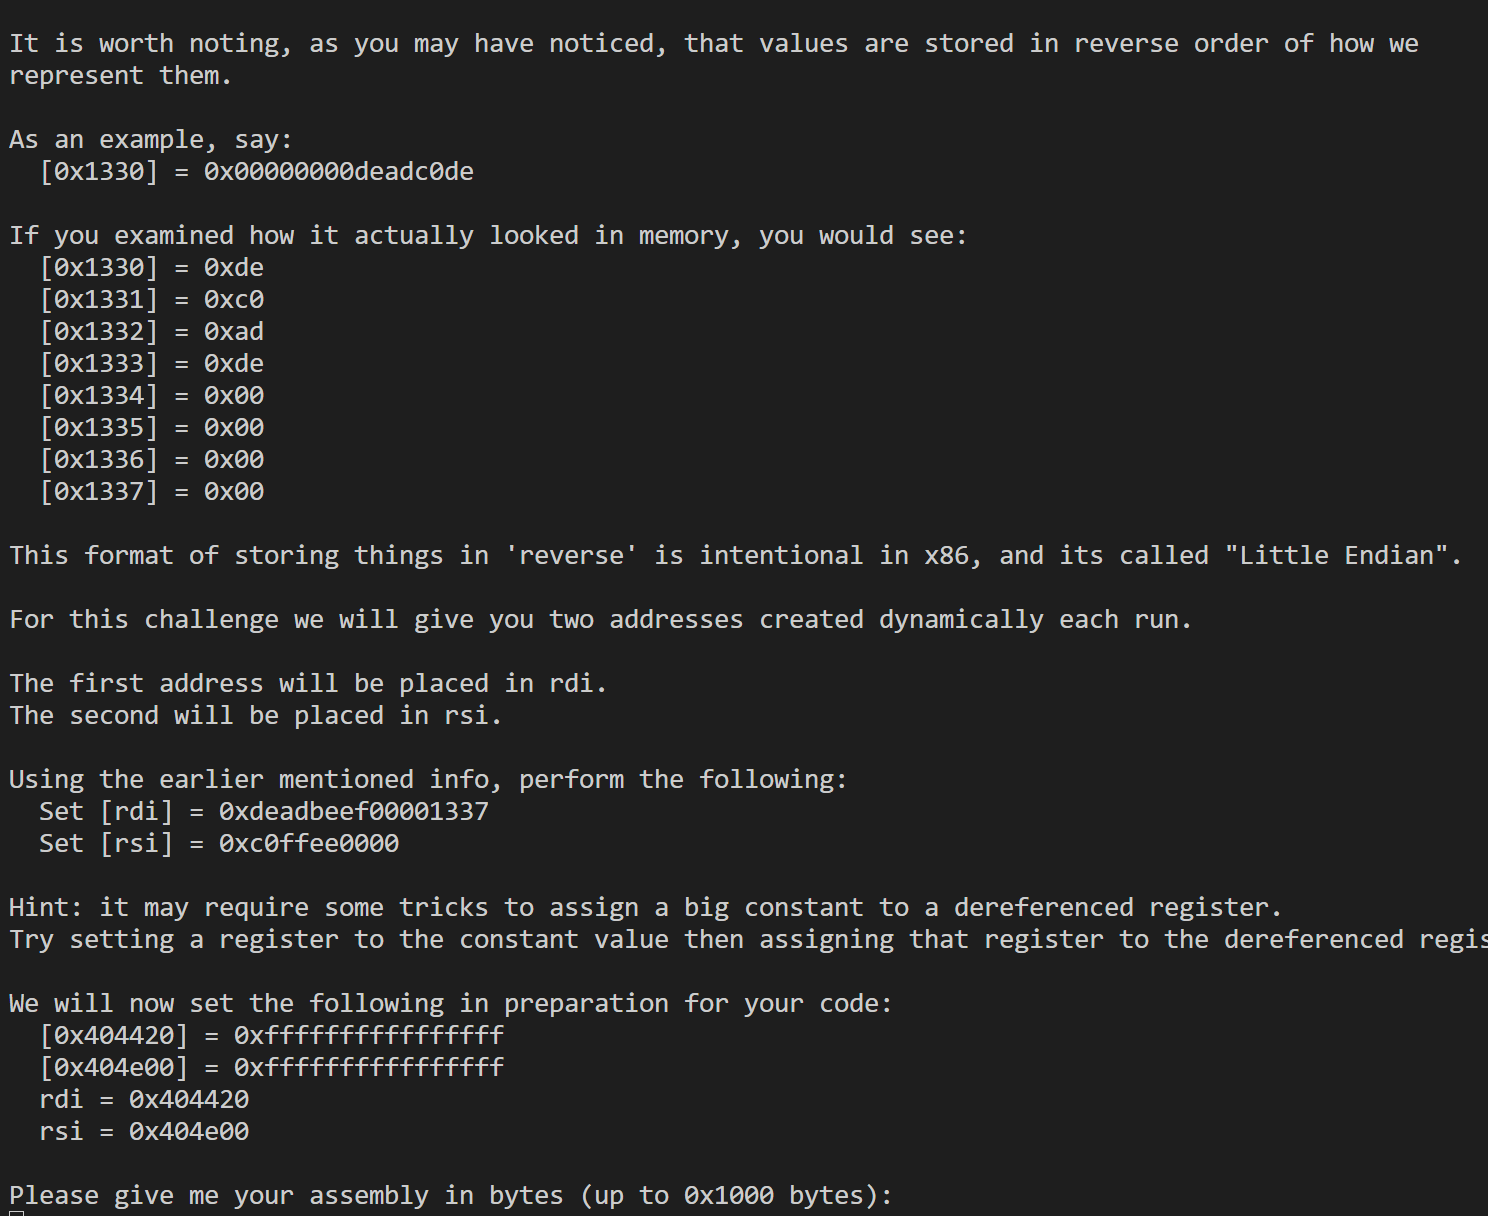 It is worth noting, as you may have noticed, that values are stored in reverse order of how we
represent them.
As an example, say:
[0x1330] = 0x00000000deadc0de
If you examined how it actually looked in memory, you would see:
[0x1330] = 0xde
[0x1331] = 0xc0
[0x1332] = 0xad
[0x1333] = 0xde
[0x1334] = 0x00
[0x1335] = 0x00
[0x1336] = 0x00
[0x1337] = 0x00
This format of storing things in 'reverse' is intentional in x86, and its called "Little Endian".
For this challenge we will give you two addresses created dynamically each run.
The first address will be placed in rdi.
The second will be placed in rsi.
Using the earlier mentioned info, perform the following:
Set [rdi] = 0xdeadbeef00001337
Set [rsi] = 0xc0ffee0000
Hint: it may require some tricks to assign a big constant to a dereferenced register.
Try setting a register to the constant value then assigning that register to the dereferenced regis
We will now set the following in preparation for your code:
[0x404420] = 0xffffffffffffffff
[0x404e00] = 0xffffffffffffffff
rdi = 0x404420
rsi = 0x404e00
Please give me your assembly in bytes (up to 0x1000 bytes):